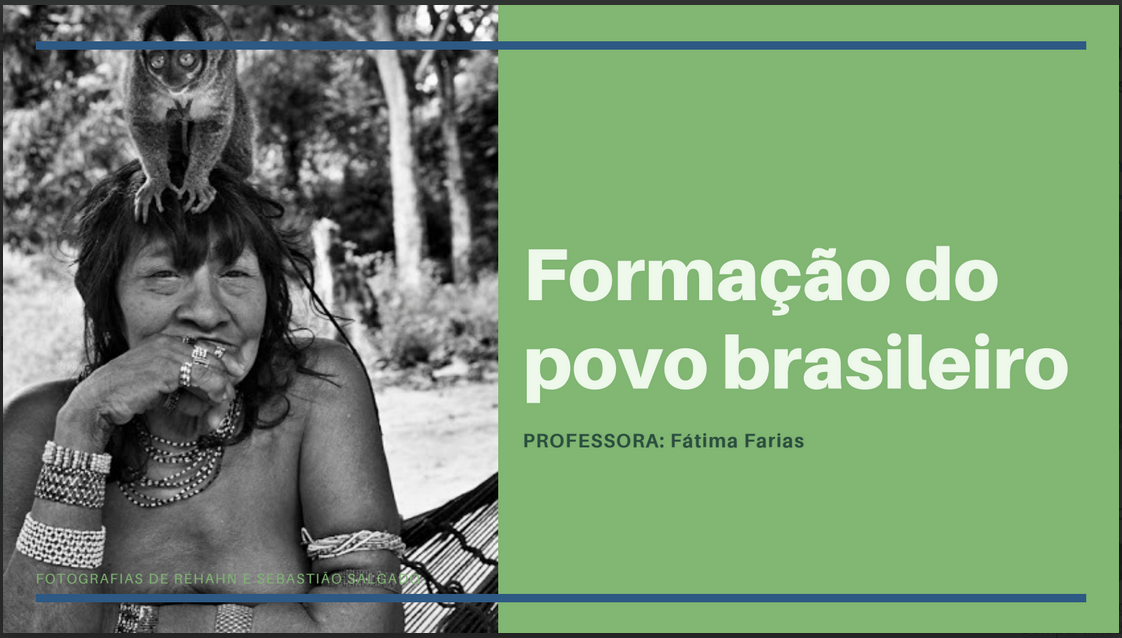 Formação do
povo brasileiro
PROFESSORA: Fátima Farias
FOTOGRAFIAS DE REHAHN E SEBASTIÃO SALGADO